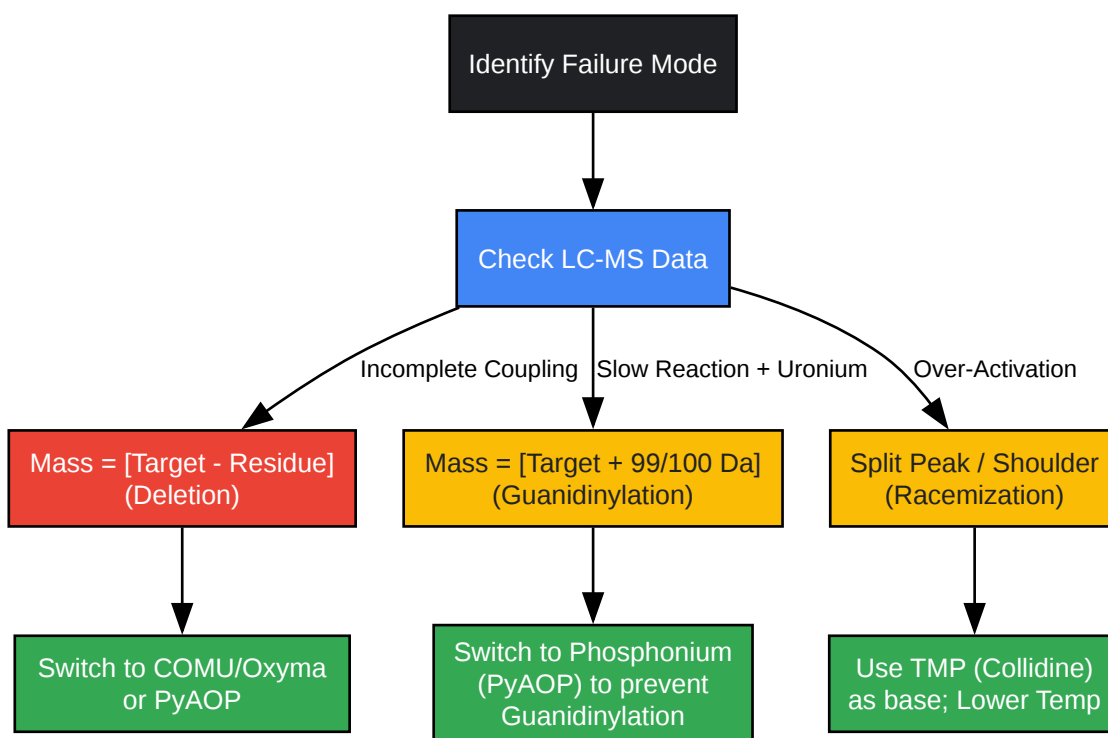 Identify Failure Mode
Check LC-MS Data
Incomplete Coupling
Slow Reaction + Uronium
Over-Activation
Mass = [Target - Residue]
(Deletion)
Mass = [Target + 99/100 Da]
(Guanidinylation)
Split Peak / Shoulder
(Racemization)
Switch to COMU/Oxyma
or PyAOP
Switch to Phosphonium
(PyAOP) to prevent
Guanidinylation
Use TMP (Collidine)
as base; Lower Temp